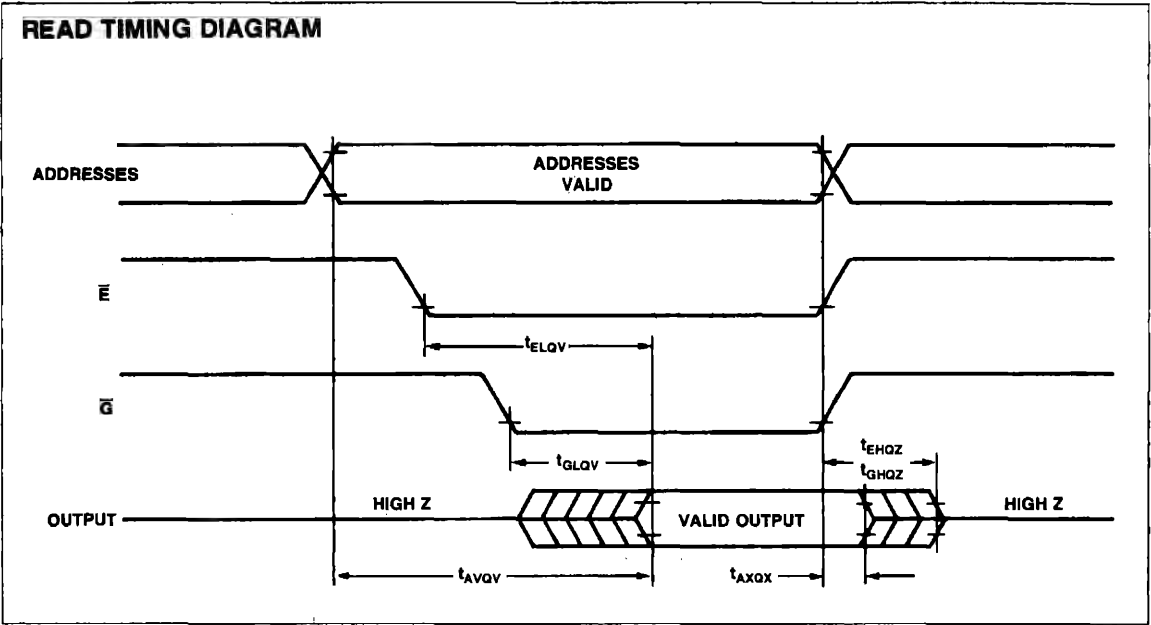 READ TIMING DIAGRAM
ADDRESSES
ADDRESSES
VALID
E̅
tELQV
G̅
tGLQV
tEHQZ
tGHQZ
OUTPUT
HIGH Z
VALID OUTPUT
HIGH Z
tAVQV
tAXQX